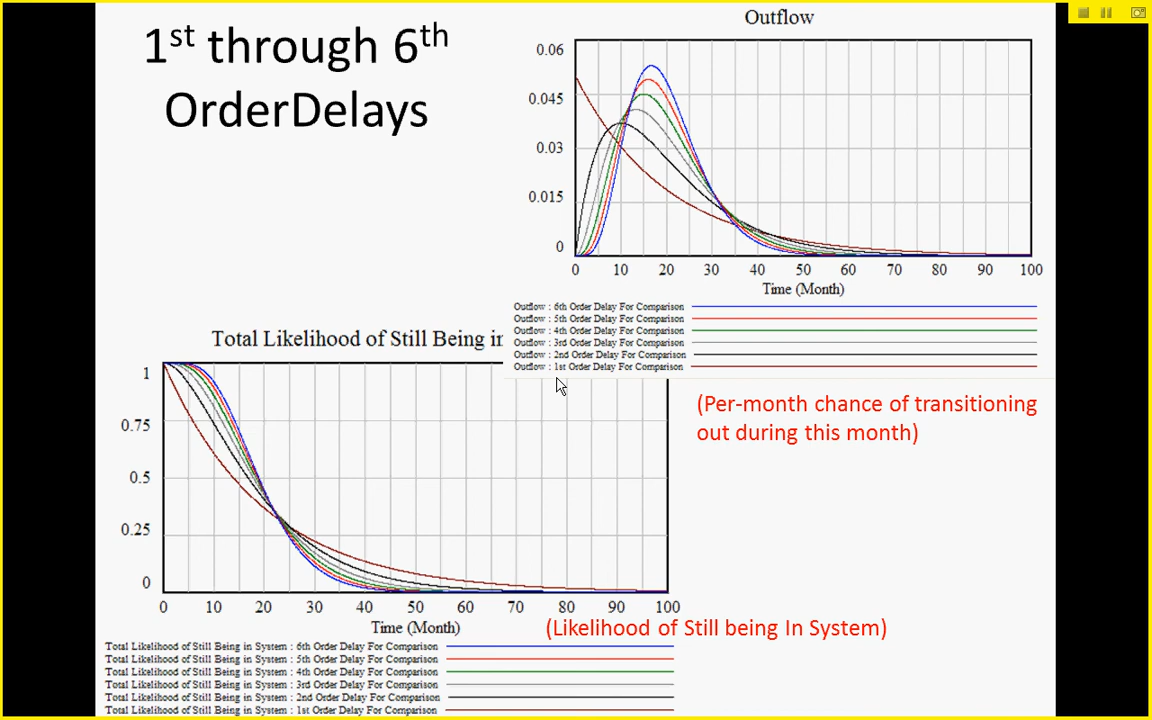 1st through 6th
OrderDelays
Outflow
0.06
0.045
0.03
0.015
0
0 10 20 30 40 50 60 70 80 90 100
Time (Month)
Outflow : 6th Order Delay For Comparison
Outflow : 5th Order Delay For Comparison
Outflow : 4th Order Delay For Comparison
Outflow : 3rd Order Delay For Comparison
Outflow : 2nd Order Delay For Comparison
Outflow : 1st Order Delay For Comparison
(Per-month chance of transitioning
out during this month)
Total Likelihood of Still Being in
1
0.75
0.5
0.25
0
0 10 20 30 40 50 60 70 80 90 100
Time (Month)
(Likelihood of Still being In System)
Total Likelihood of Still Being in System : 6th Order Delay For Comparison
Total Likelihood of Still Being in System : 5th Order Delay For Comparison
Total Likelihood of Still Being in System : 4th Order Delay For Comparison
Total Likelihood of Still Being in System : 3rd Order Delay For Comparison
Total Likelihood of Still Being in System : 2nd Order Delay For Comparison
Total Likelihood of Still Being in System : 1st Order Delay For Comparison